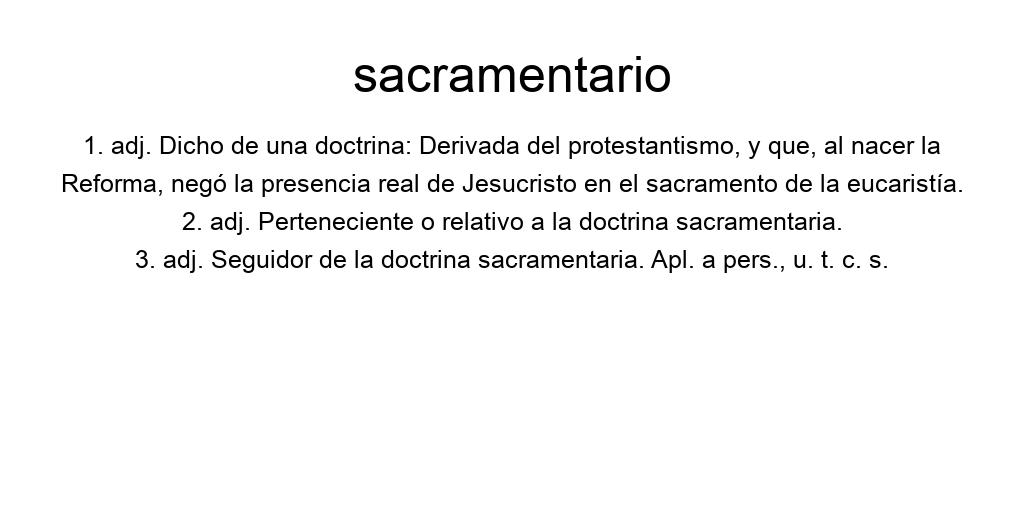 sacramentario
1. adj. Dicho de una doctrina: Derivada del protestantismo, y que, al nacer la
Reforma, negó la presencia real de Jesucristo en el sacramento de la eucaristía.
2. adj. Perteneciente o relativo a la doctrina sacramentaria.
3. adj. Seguidor de la doctrina sacramentaria. Apl. a pers., u. t. c. s.